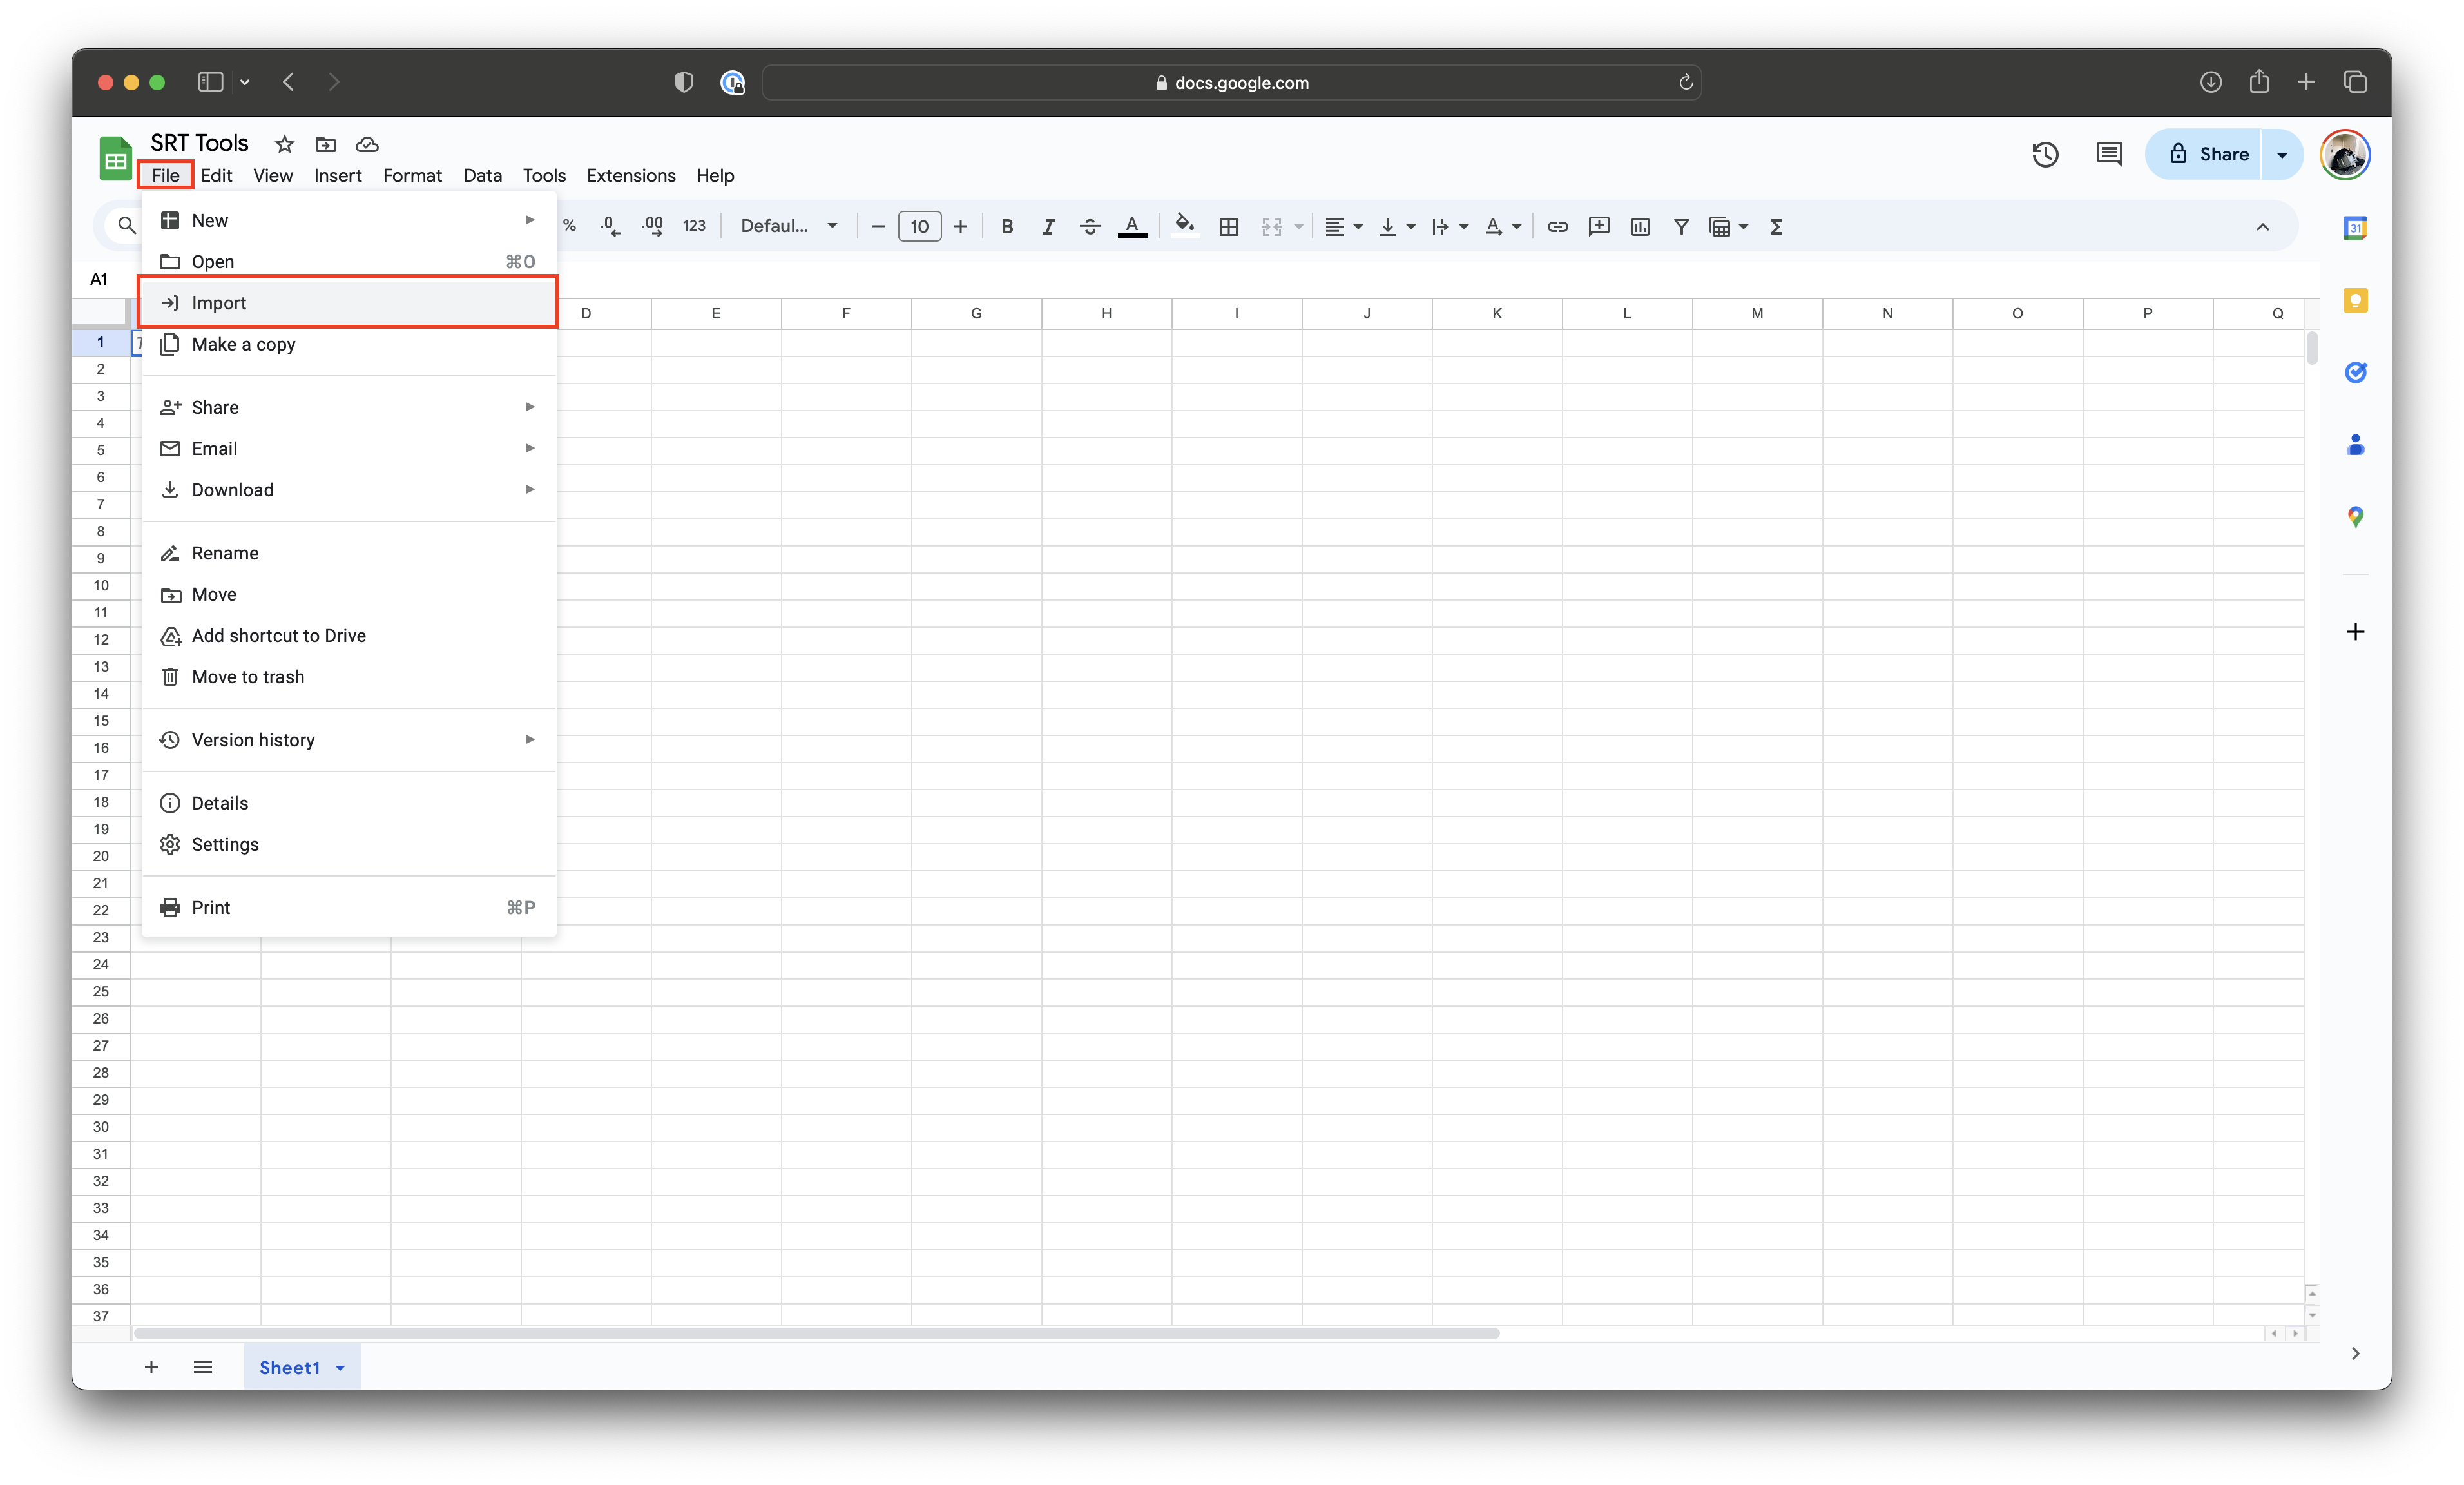 docs.google.com
SRT Tools
File Edit View Insert Format Data Tools Extensions Help
Share
% .0 .00 123 Defaul... 10 B I A
31
A1
New
Open ⌘O
Import
Make a copy
Share
Email
Download
Rename
Move
Add shortcut to Drive
Move to trash
Version history
Details
Settings
Print ⌘P
D E F G H I J K L M N O P Q
1
2
3
4
5
6
7
8
9
10
11
12
13
14
15
16
17
18
19
20
21
22
23
24
25
26
27
28
29
30
31
32
33
34
35
36
37
Sheet1